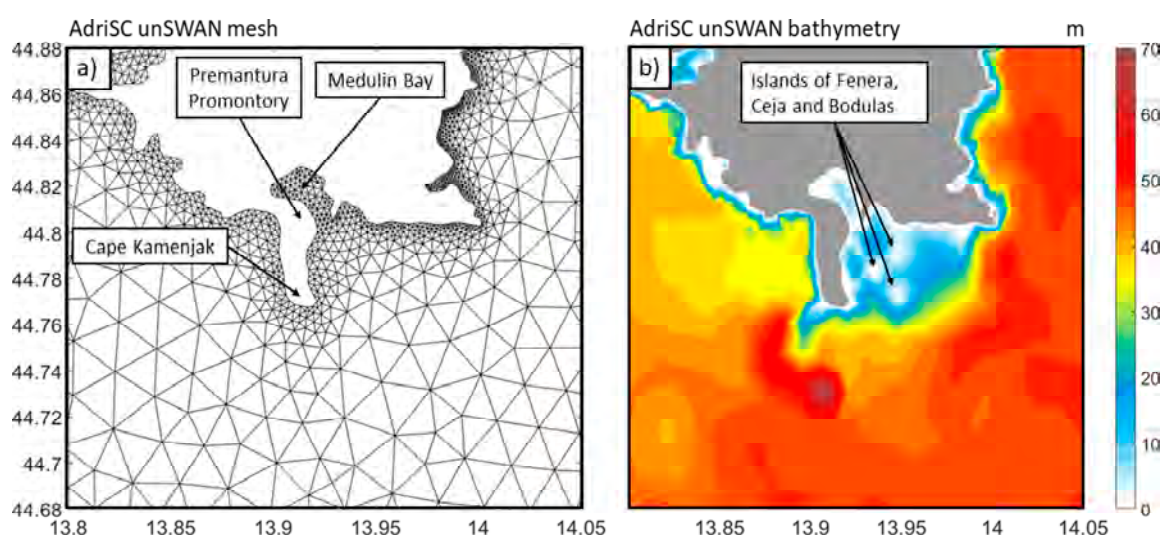 AdriSC unSWAN mesh
a)
Premantura
Promontory
Medulin Bay
Cape Kamenjak
44.88
44.86
44.84
44.82
44.8
44.78
44.76
44.74
44.72
44.7
44.68
13.8
13.85
13.9
13.95
14
14.05
AdriSC unSWAN bathymetry
m
b)
Islands of Fenera,
Ceja and Bodulas
13.85
13.9
13.95
14
14.05
70
60
50
40
30
20
10
0